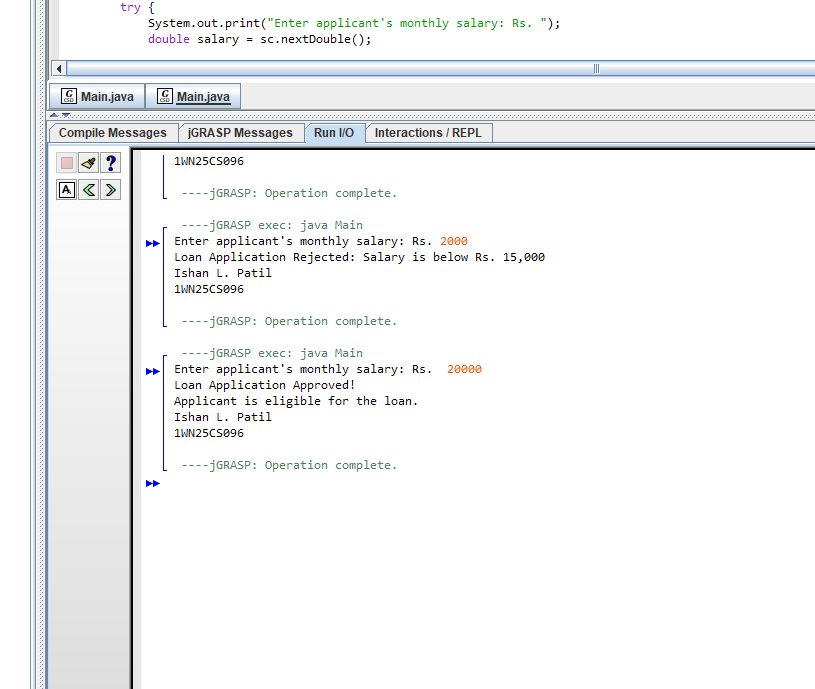 try {
System.out.print("Enter applicant's monthly salary: Rs. ");
double salary = sc.nextDouble();
Main.java Main.java
Compile Messages jGRASP Messages Run I/O Interactions / REPL
1WN25CS096
----jGRASP: Operation complete.
----jGRASP exec: java Main
Enter applicant's monthly salary: Rs. 2000
Loan Application Rejected: Salary is below Rs. 15,000
Ishan L. Patil
1WN25CS096
----jGRASP: Operation complete.
----jGRASP exec: java Main
Enter applicant's monthly salary: Rs.  20000
Loan Application Approved!
Applicant is eligible for the loan.
Ishan L. Patil
1WN25CS096
----jGRASP: Operation complete.